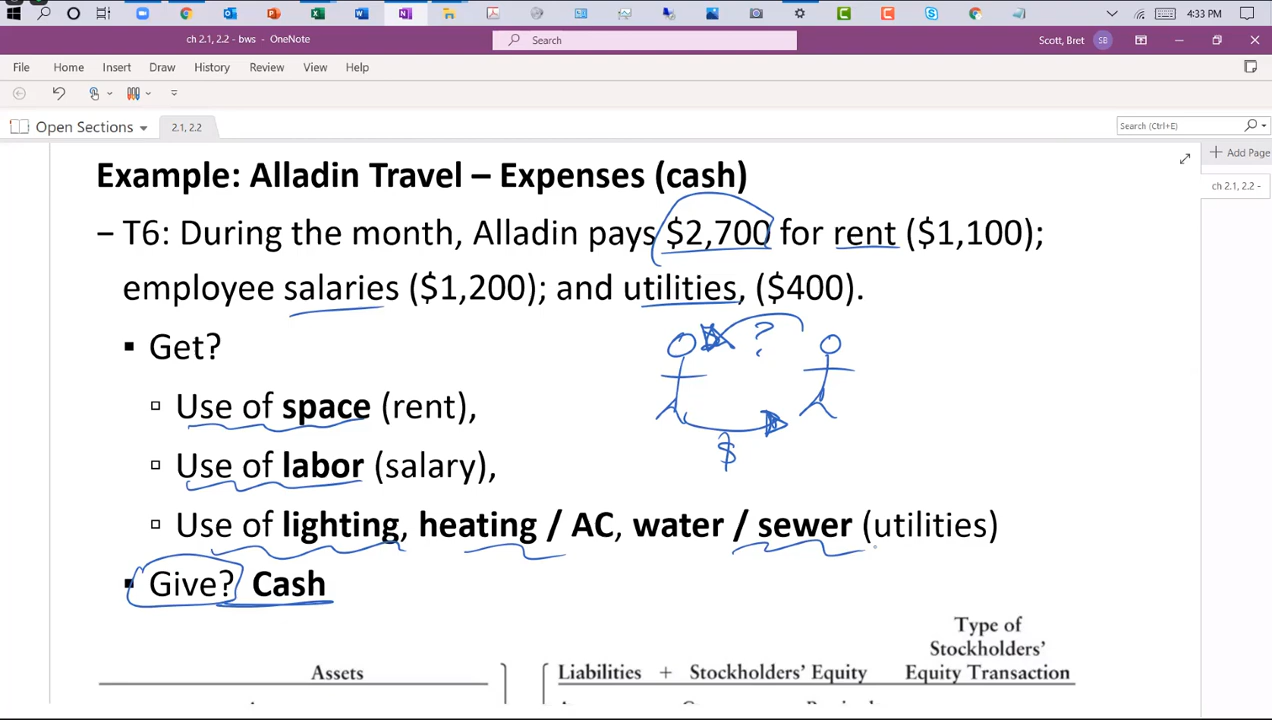 4:33 PM
ch 2.1, 2.2 - bws - OneNote
Search
Scott, Bret
SB
File Home Insert Draw History Review View Help
Open Sections
2.1, 2.2
Search (Ctrl+E)
Add Page
ch 2.1, 2.2 -
Example: Alladin Travel – Expenses (cash)
– T6: During the month, Alladin pays $2,700 for rent ($1,100);
employee salaries ($1,200); and utilities, ($400).
▪ Get?
?
▫ Use of space (rent),
$
▫ Use of labor (salary),
▫ Use of lighting, heating / AC, water / sewer (utilities)
▪ Give? Cash
Type of
Stockholders'
Assets
Liabilities + Stockholders' Equity
Equity Transaction